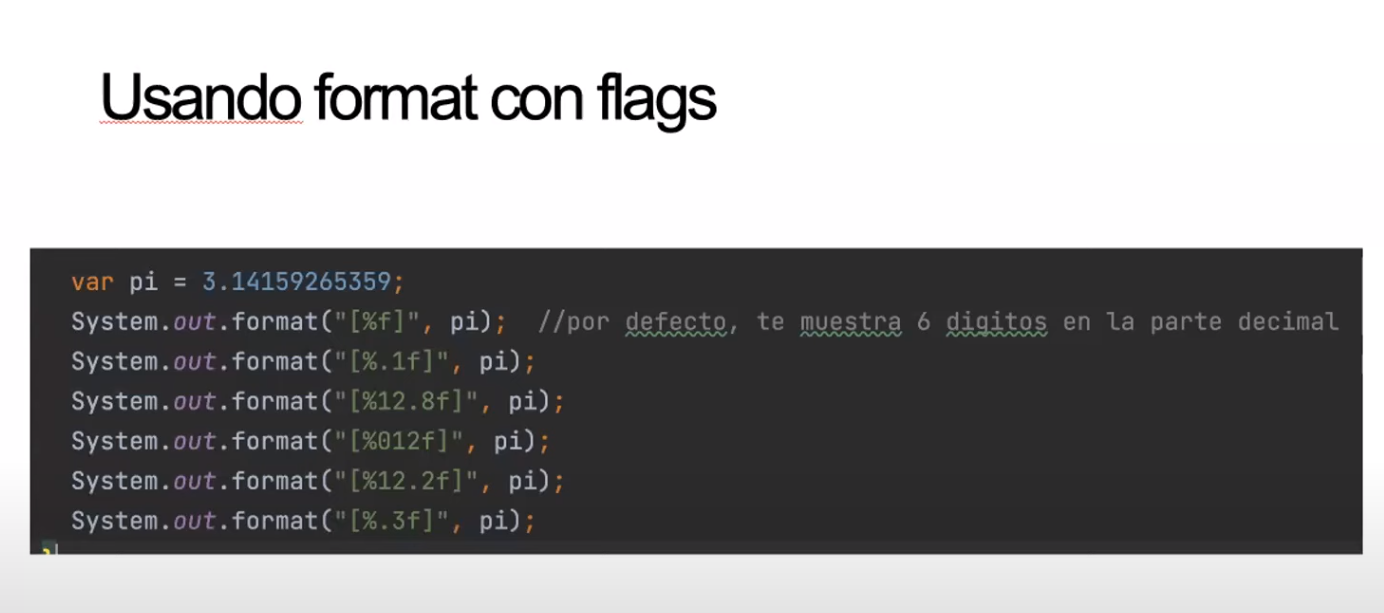 Usando format con flags
var pi = 3.14159265359;
System.out.format("[%f]", pi);  //por defecto, te muestra 6 digitos en la parte decimal
System.out.format("[%.1f]", pi);
System.out.format("[%12.8f]", pi);
System.out.format("[%012f]", pi);
System.out.format("[%12.2f]", pi);
System.out.format("[%.3f]", pi);